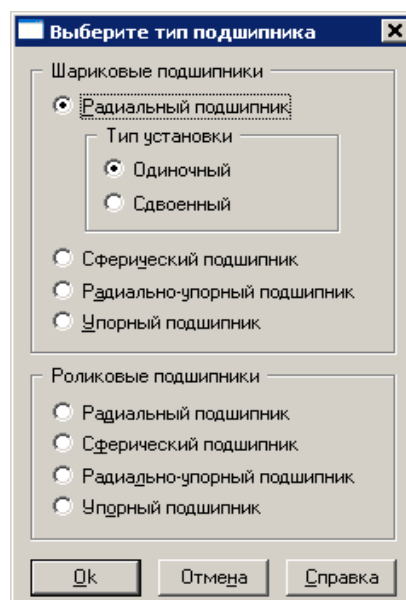 Выберите тип подшипника
Шариковые подшипники
Радиальный подшипник
Тип установки
Одиночный
Сдвоенный
Сферический подшипник
Радиально-упорный подшипник
Упорный подшипник
Роликовые подшипники
Радиальный подшипник
Сферический подшипник
Радиально-упорный подшипник
Упорный подшипник
Ok Отмена Справка